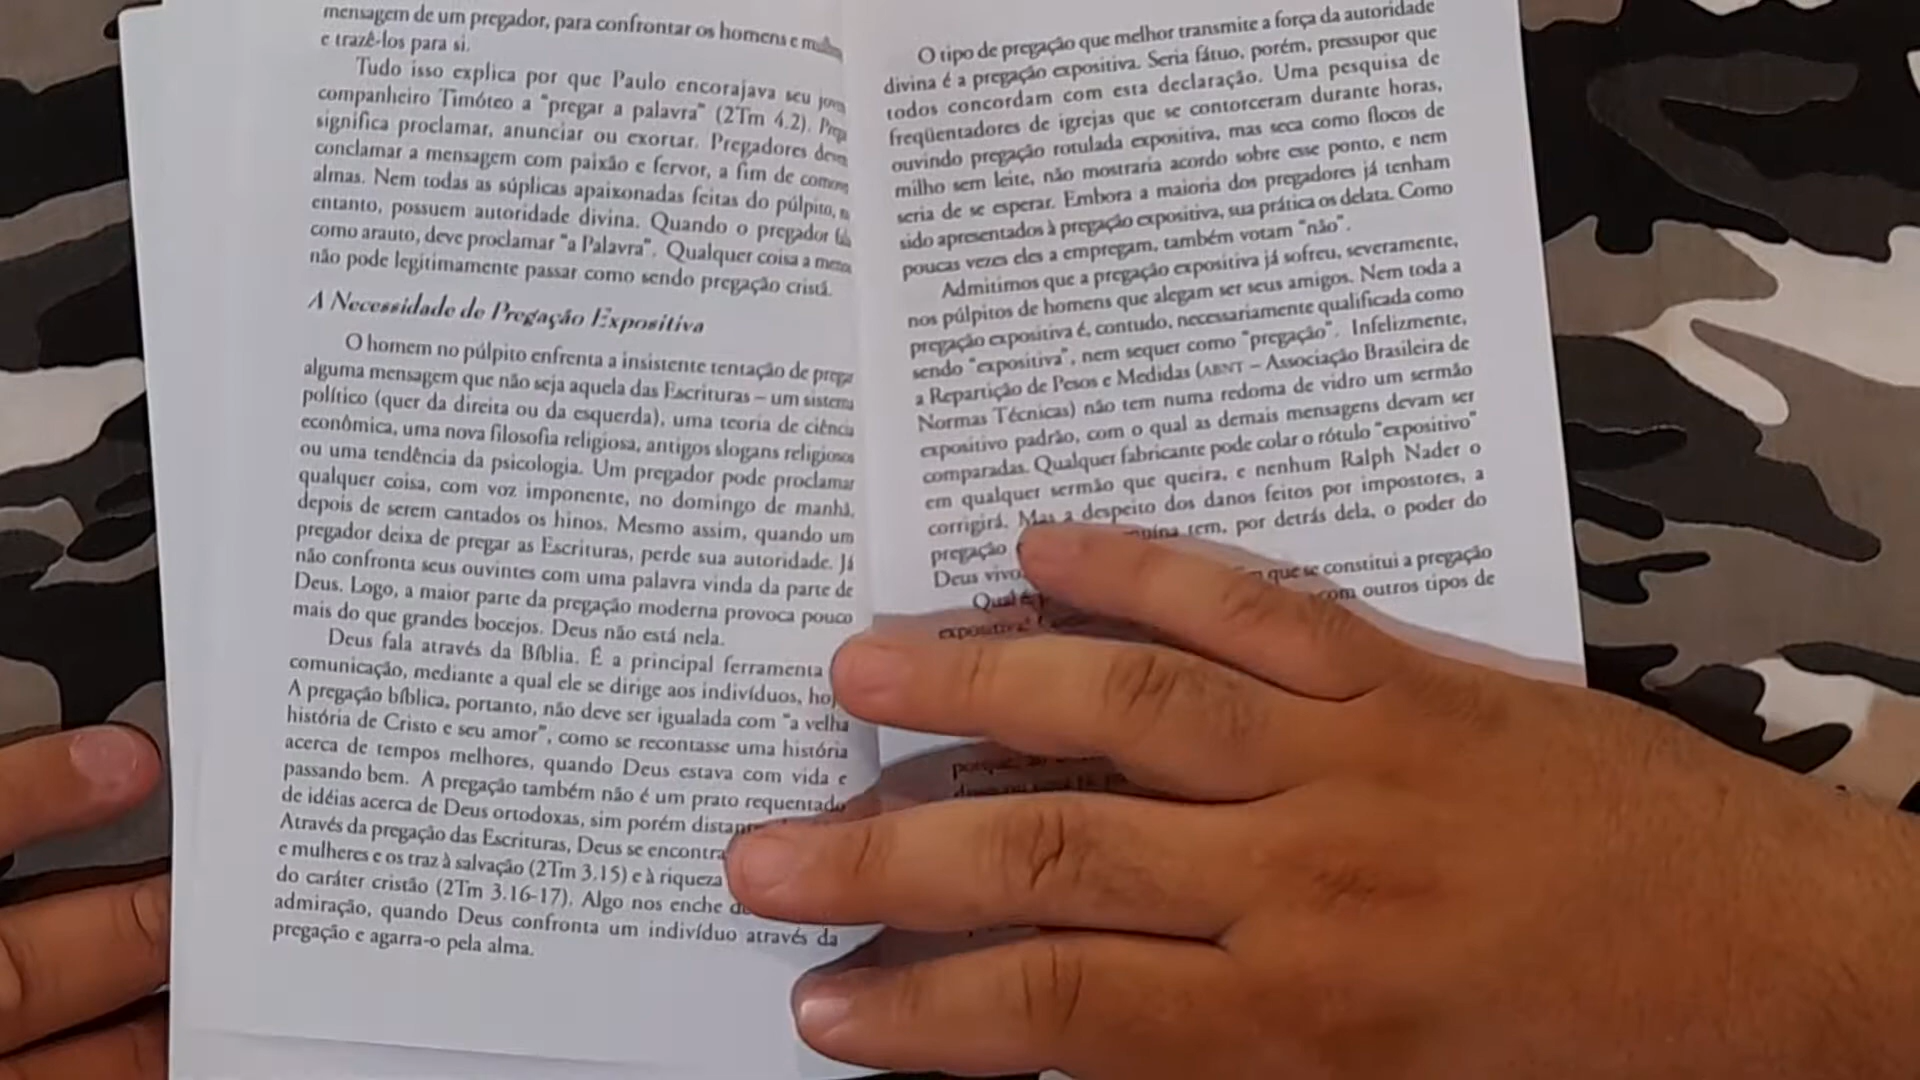 mensagem de um pregador, para confrontar os homens e
e trazê-los para si.
Tudo isso explica por que Paulo encorajava seu jovem
companheiro Timóteo a "pregar a palavra" (2Tm 4.2).
significa proclamar, anunciar ou exortar. Pregadores devem
conclamar a mensagem com paixão e fervor, a fim de
almas. Nem todas as súplicas apaixonadas feitas do púlpito,
entanto, possuem autoridade divina. Quando o pregador
como arauto, deve proclamar "a Palavra". Qualquer coisa a menos
não pode legitimamente passar como sendo pregação cristã.
A Necessidade de Pregação Expositiva
O homem no púlpito enfrenta a insistente tentação de pregar
alguma mensagem que não seja aquela das Escrituras – um sistema
político (quer da direita ou da esquerda), uma teoria de ciência
econômica, uma nova filosofia religiosa, antigos slogans religiosos
ou uma tendência da psicologia. Um pregador pode proclamar
qualquer coisa, com voz imponente, no domingo de manhã,
depois de serem cantados os hinos. Mesmo assim, quando um
pregador deixa de pregar as Escrituras, perde sua autoridade. Já
não confronta seus ouvintes com uma palavra vinda da parte de
Deus. Logo, a maior parte da pregação moderna provoca pouco
mais do que grandes bocejos. Deus não está nela.
Deus fala através da Bíblia. É a principal ferramenta
comunicação, mediante a qual ele se dirige aos indivíduos,
A pregação bíblica, portanto, não deve ser igualada com "a velha
história de Cristo e seu amor", como se recontasse uma história
acerca de tempos melhores, quando Deus estava com vida e
passando bem. A pregação também não é um prato requentado
de idéias acerca de Deus ortodoxas, sim porém
Através da pregação das Escrituras, Deus se encontra
e mulheres e os traz à salvação (2Tm 3.15) e à riqueza
do caráter cristão (2Tm 3.16-17). Algo nos enche
admiração, quando Deus confronta um indivíduo através da
pregação e agarra-o pela alma.
O tipo de pregação que melhor transmite a força da autoridade
divina é a pregação expositiva. Seria fátuo, porém, pressupor que
todos concordam com esta declaração. Uma pesquisa de
freqüentadores de igrejas que se contorceram durante horas,
ouvindo pregação rotulada expositiva, mas seca como flocos de
milho sem leite, não mostraria acordo sobre esse ponto, e nem
seria de se esperar. Embora a maioria dos pregadores já tenham
sido apresentados à pregação expositiva, sua prática os delata. Como
poucas vezes eles a empregam, também votam "não".
Admitimos que a pregação expositiva já sofreu, severamente,
nos púlpitos de homens que alegam ser seus amigos. Nem toda a
pregação expositiva é, contudo, necessariamente qualificada como
sendo "expositiva", nem sequer como "pregação". Infelizmente,
a Repartição de Pesos e Medidas (ABNT – Associação Brasileira de
Normas Técnicas) não tem numa redoma de vidro um sermão
expositivo padrão, com o qual as demais mensagens devam ser
comparadas. Qualquer fabricante pode colar o rótulo "expositivo"
em qualquer sermão que queira, e nenhum Ralph Nader o
corrigirá. Mas a despeito dos danos feitos por impostores, a
pregação tem, por detrás dela, o poder do
Deus vivo.
Qual é que se constitui a pregação
expositiva? com outros tipos de